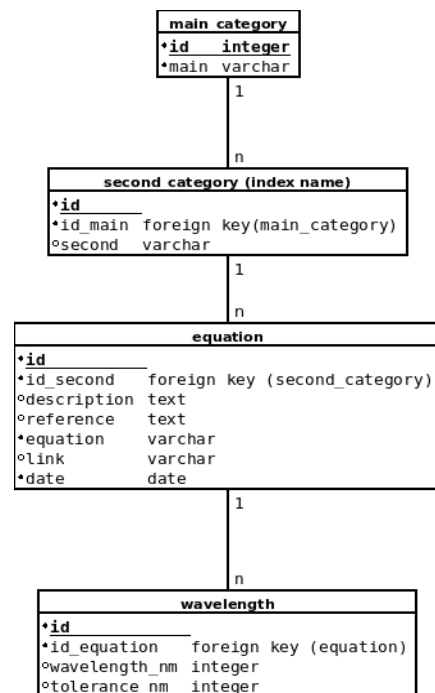 main category
id integer
main varchar
1
n
second category (index name)
id
id_main foreign key(main_category)
second varchar
1
n
equation
id
id_second foreign key (second_category)
description text
reference text
equation varchar
link varchar
date date
1
n
wavelength
id
id_equation foreign key (equation)
wavelength_nm integer
tolerance_nm integer